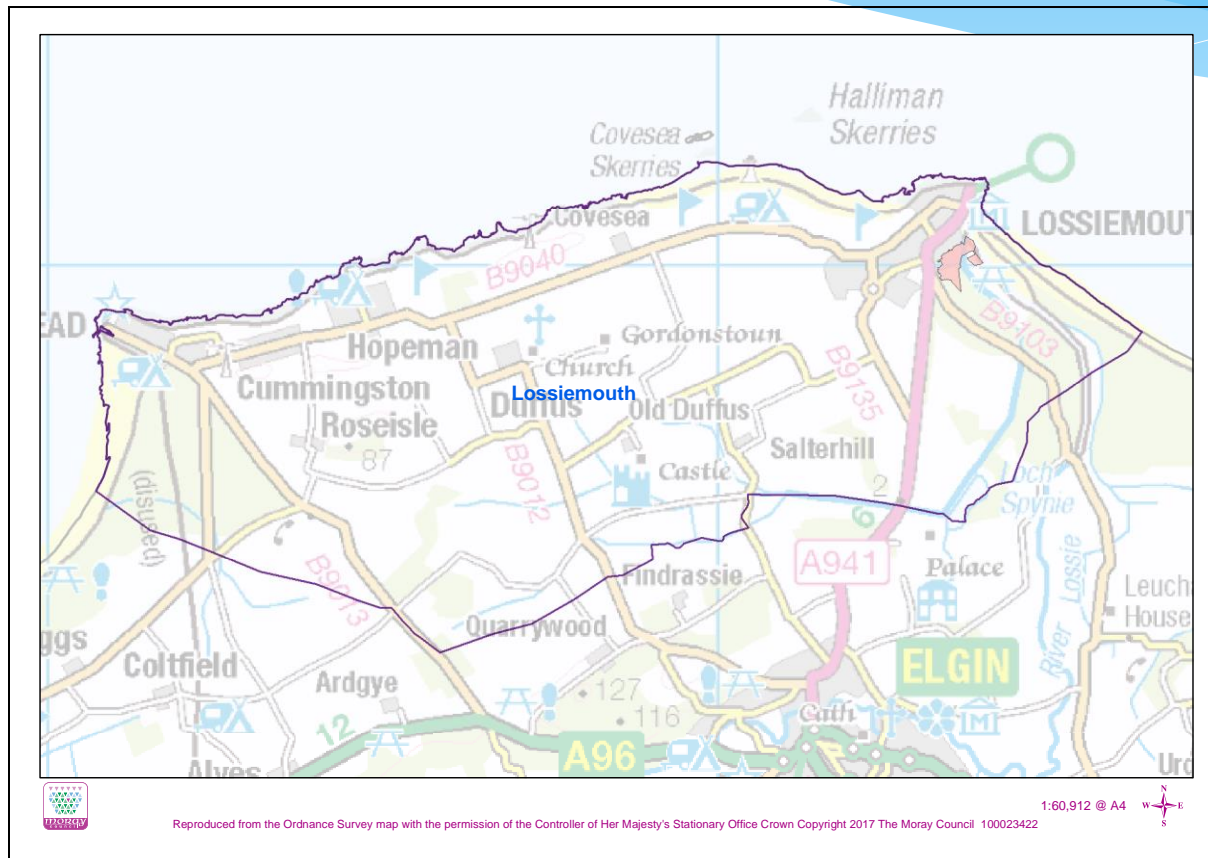 Halliman
Skerries
Covesea
Skerries
Covesea
LOSSIEMOUT
B9040
EAD
Hopeman
Gordonstoun
Church
B9103
B9135
Cummingston
Lossiemouth
Roseisle
Duffus
Old Duffus
87
Salterhill
Castle
B9012
(disused)
2
6
Loch
Spynie
A941
Palace
B9013
Findrassie
River Lossie
Leucha
House
ggs
Quarrywood
Coltfield
ELGIN
Ardgye
127
116
Cath
M
12
A96
Alves
Urq
moray
council
1:60,912 @ A4
N
W E
S
Reproduced from the Ordnance Survey map with the permission of the Controller of Her Majesty's Stationary Office Crown Copyright 2017 The Moray Council 100023422